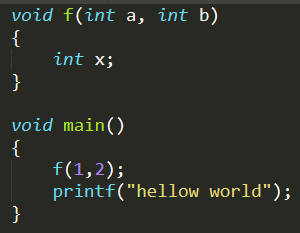 void f(int a, int b)
{
    int x;
}

void main()
{
    f(1,2);
    printf("hellow world");
}